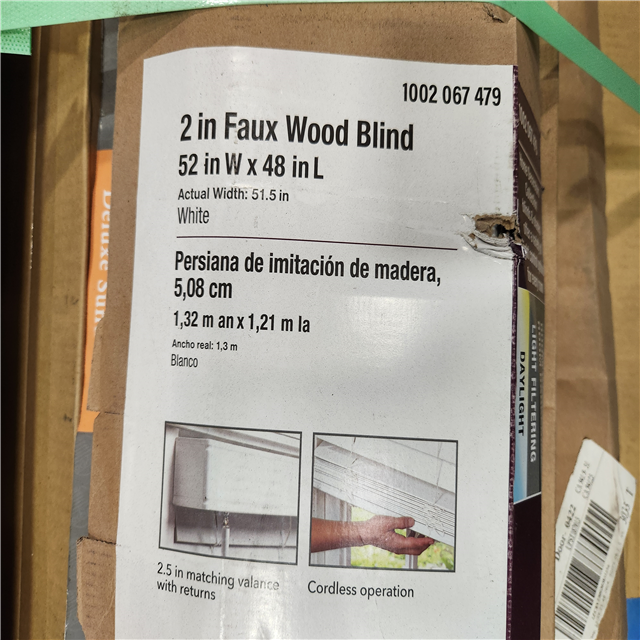 1002 067 479
2 in Faux Wood Blind
52 in W x 48 in L
Actual Width: 51.5 in
White
Persiana de imitación de madera,
5,08 cm
1,32 m an x 1,21 m la
Ancho real: 1,3 m
Blanco
2.5 in matching valance
with returns
Cordless operation
Deluxe
LIGHT FILTERING
DAYLIGHT
Door 0422